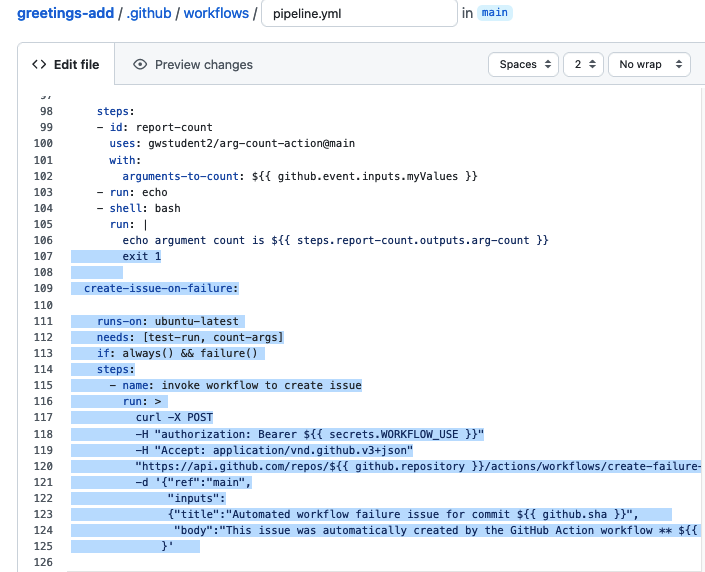 greetings-add / .github / workflows / pipeline.yml in main
<> Edit file Preview changes Spaces 2 No wrap
97
98 steps:
99 - id: report-count
100 uses: gwstudent2/arg-count-action@main
101 with:
102 arguments-to-count: ${{ github.event.inputs.myValues }}
103 - run: echo
104 - shell: bash
105 run: |
106 echo argument count is ${{ steps.report-count.outputs.arg-count }}
107 exit 1
108
109 create-issue-on-failure:
110
111 runs-on: ubuntu-latest
112 needs: [test-run, count-args]
113 if: always() && failure()
114 steps:
115 - name: invoke workflow to create issue
116 run: >
117 curl -X POST
118 -H "authorization: Bearer ${{ secrets.WORKFLOW_USE }}"
119 -H "Accept: application/vnd.github.v3+json"
120 "https://api.github.com/repos/${{ github.repository }}/actions/workflows/create-failure-
121 -d '{"ref":"main",
122 "inputs":
123 {"title":"Automated workflow failure issue for commit ${{ github.sha }}",
124 "body":"This issue was automatically created by the GitHub Action workflow ** ${{
125 }'
126